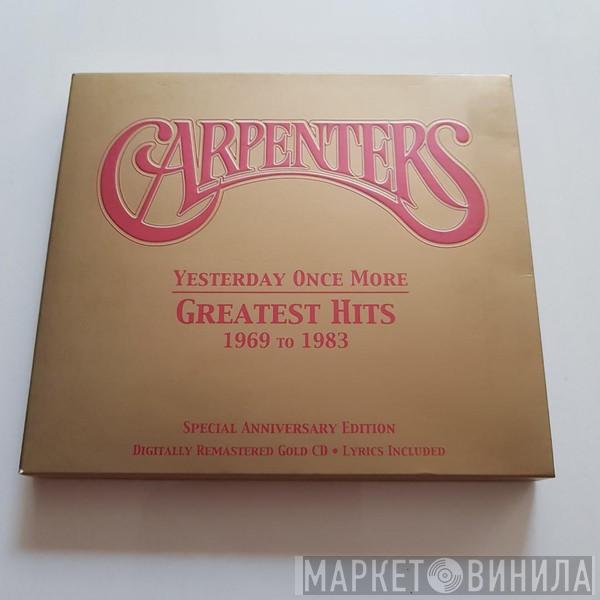 CARPENTERS
YESTERDAY ONCE MORE
GREATEST HITS
1969 TO 1983
SPECIAL ANNIVERSARY EDITION
DIGITALLY REMASTERED GOLD CD • LYRICS INCLUDED
МАРКЕТ ВИНИЛА